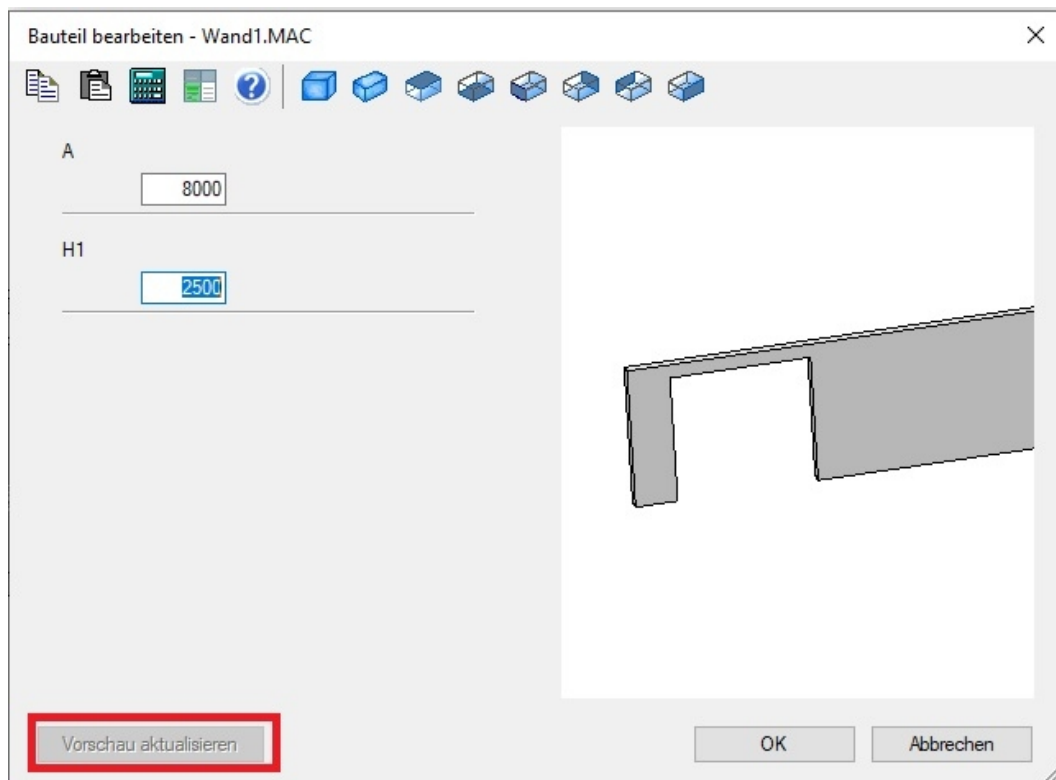 Bauteil bearbeiten - Wand1.MAC
A
8000
H1
2500
Vorschau aktualisieren
OK
Abbrechen